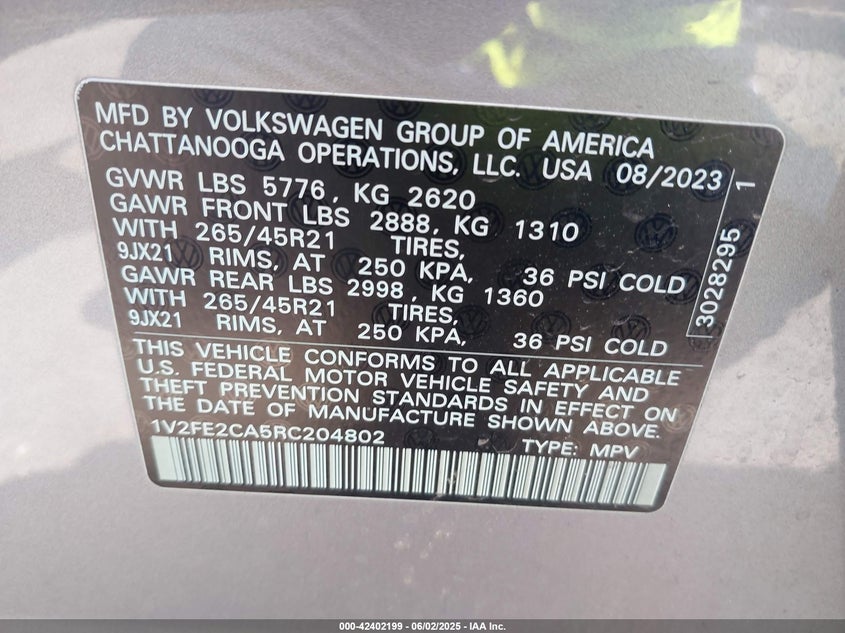 MFD BY VOLKSWAGEN GROUP OF AMERICA
CHATTANOOGA OPERATIONS, LLC. USA 08/2023
GVWR LBS 5776, KG 2620
GAWR FRONT LBS 2888, KG 1310
WITH 265/45R21 TIRES,
9JX21 RIMS, AT 250 KPA, 36 PSI COLD
GAWR REAR LBS 2998, KG 1360
WITH 265/45R21 TIRES,
9JX21 RIMS, AT 250 KPA, 36 PSI COLD
THIS VEHICLE CONFORMS TO ALL APPLICABLE
U.S. FEDERAL MOTOR VEHICLE SAFETY AND
THEFT PREVENTION STANDARDS IN EFFECT ON
THE DATE OF MANUFACTURE SHOWN ABOVE.
1V2FE2CA5RC204802 TYPE: MPV
3028295 1
000-42402199 - 06/02/2025 - IAA Inc.